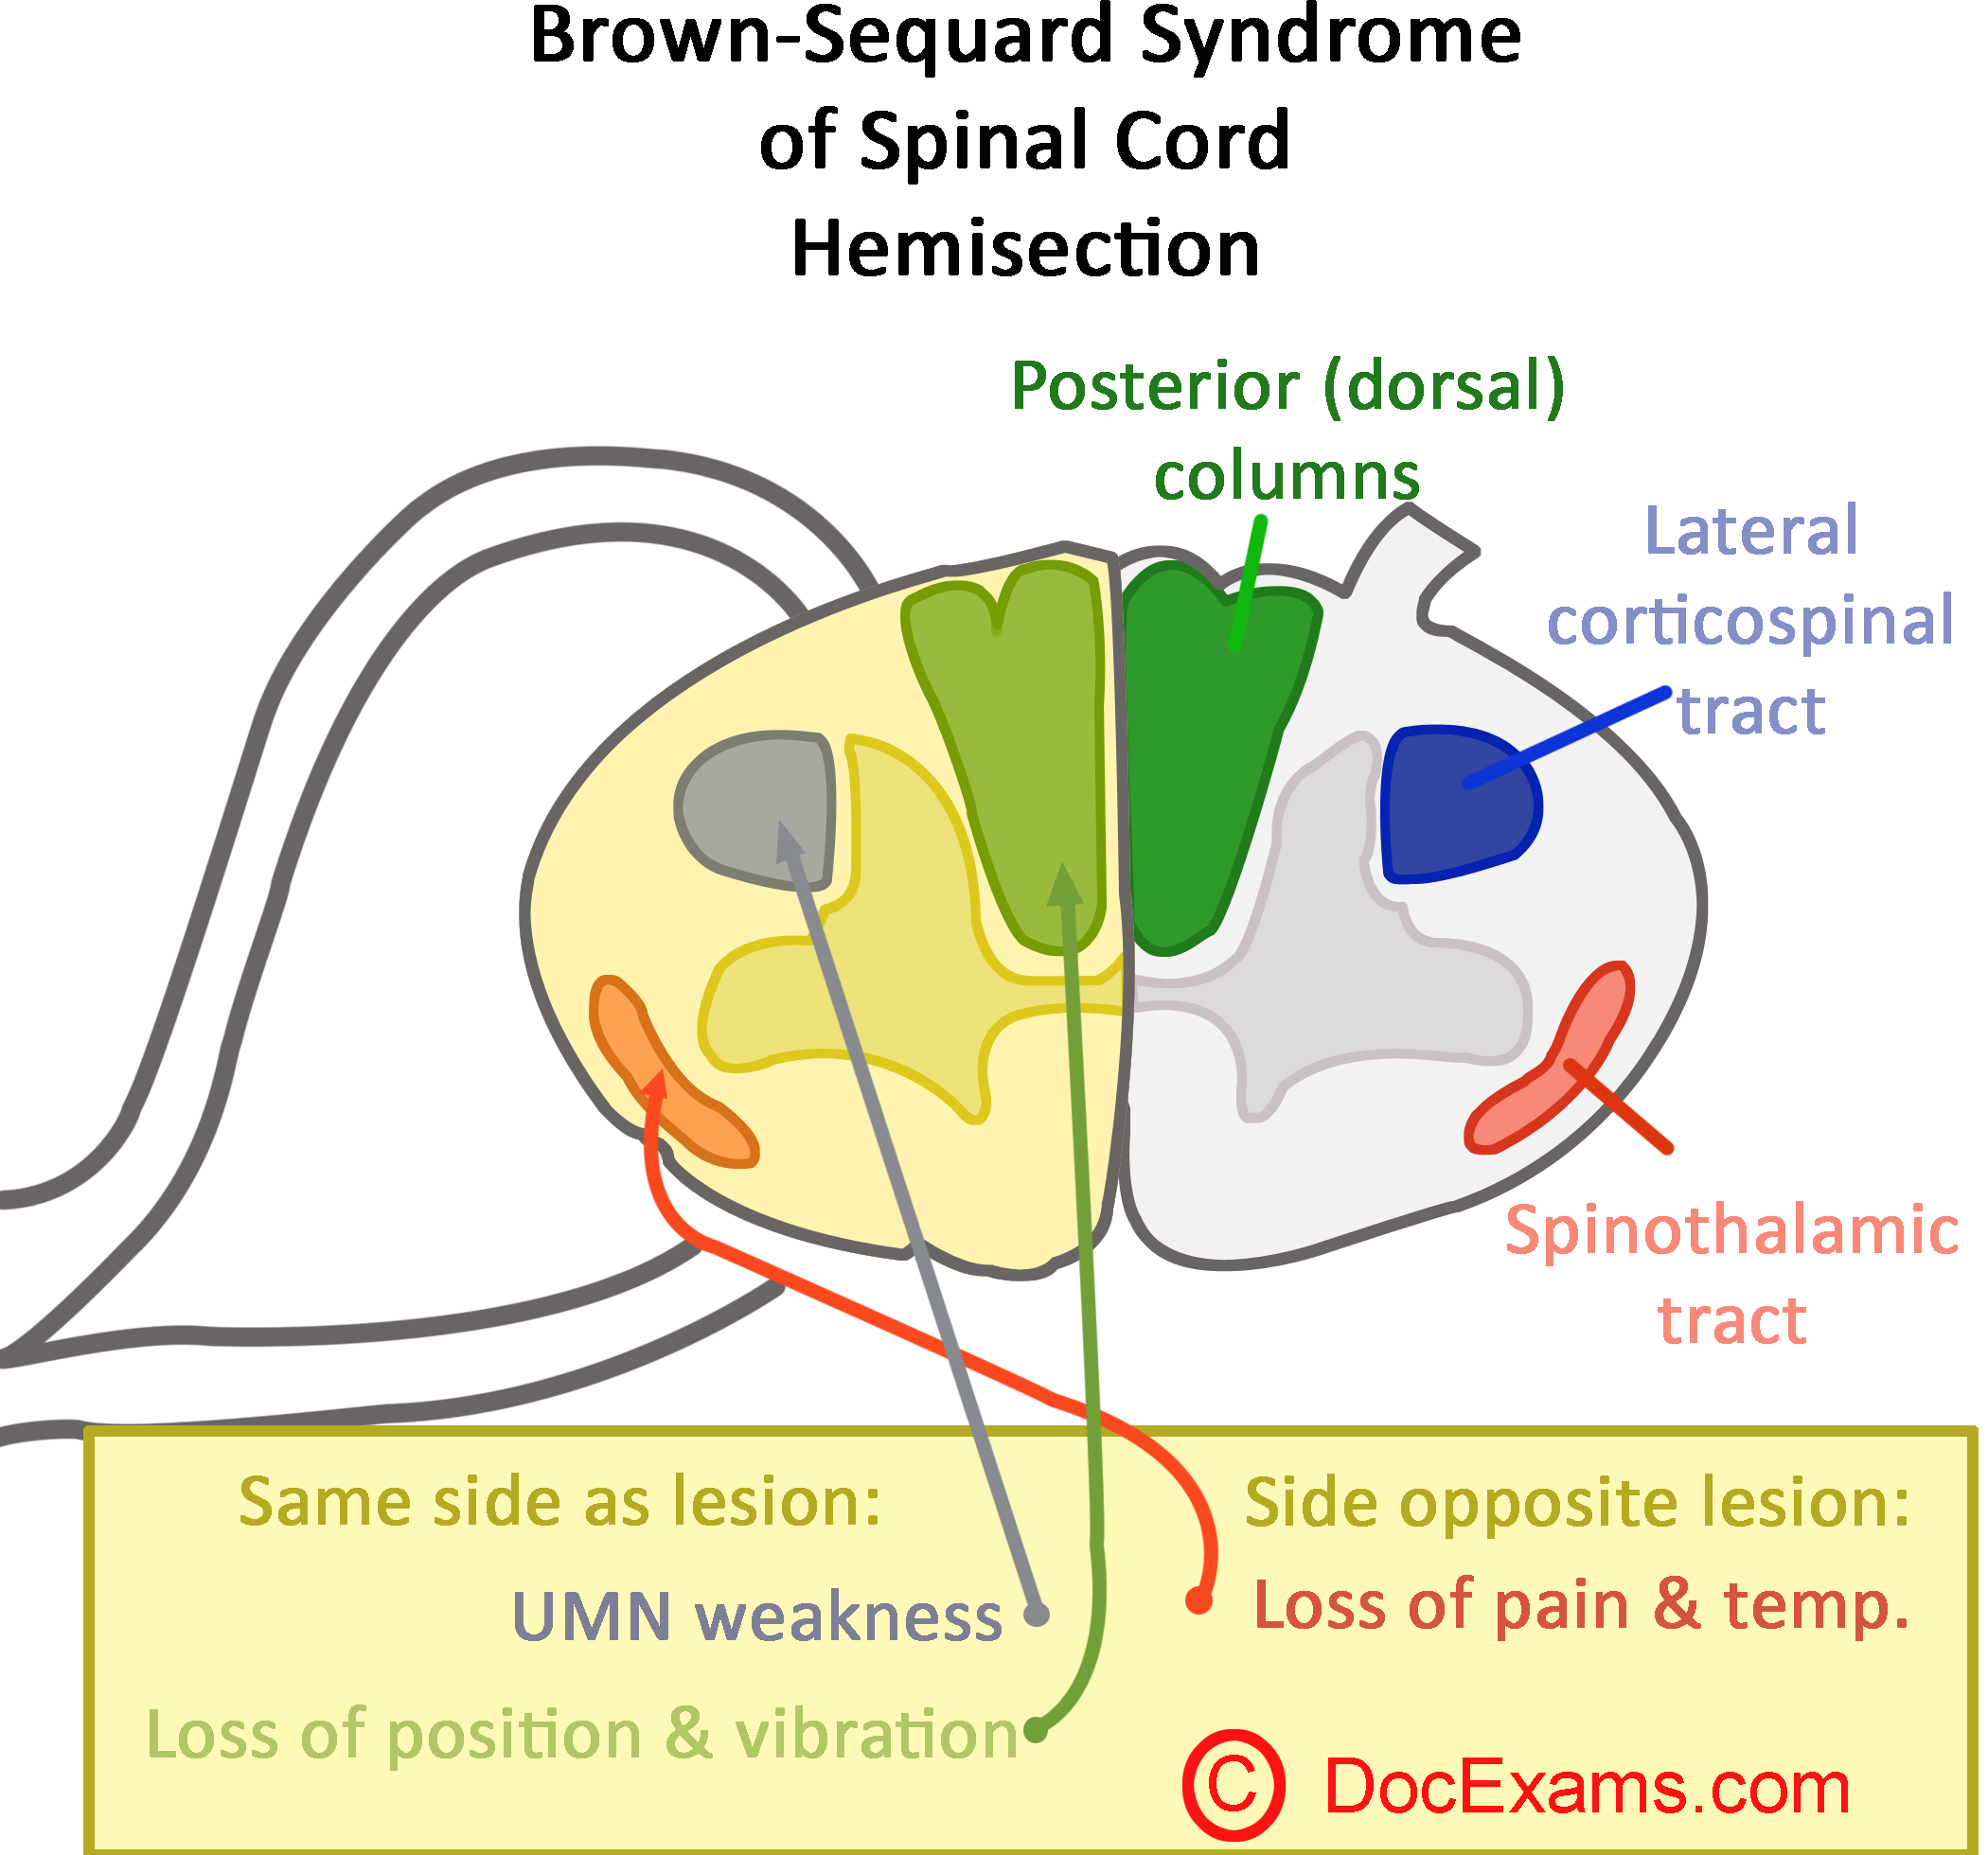 Brown-Sequard Syndrome
of Spinal Cord
Hemisection
Posterior (dorsal)
columns
Lateral
corticospinal
tract
Spinothalamic
tract
Same side as lesion:
UMN weakness
Loss of position & vibration
Side opposite lesion:
Loss of pain & temp.
© DocExams.com